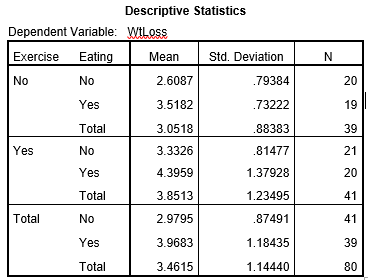 Descriptive Statistics
Dependent Variable: WtLoss
Exercise Eating Mean Std. Deviation N
No No 2.6087 .79384 20
Yes 3.5182 .73222 19
Total 3.0518 .88383 39
Yes No 3.3326 .81477 21
Yes 4.3959 1.37928 20
Total 3.8513 1.23495 41
Total No 2.9795 .87491 41
Yes 3.9683 1.18435 39
Total 3.4615 1.14440 80